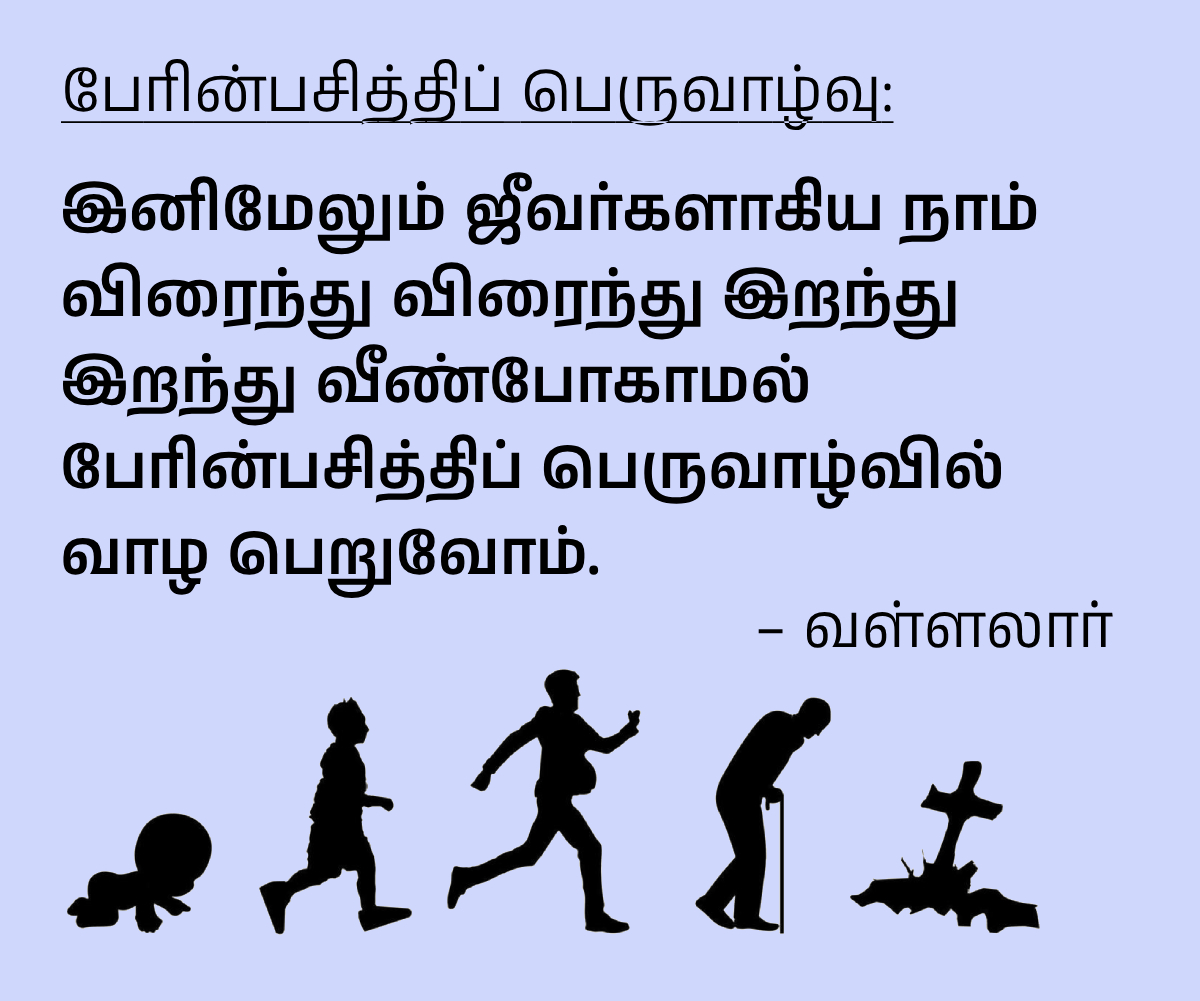 பேரின்பசித்திப் பெருவாழ்வு:
இனிமேலும் ஜீவர்களாகிய நாம்
விரைந்து விரைந்து இறந்து
இறந்து வீண்போகாமல்
பேரின்பசித்திப் பெருவாழ்வில்
வாழ பெறுவோம்.
– வள்ளலார்